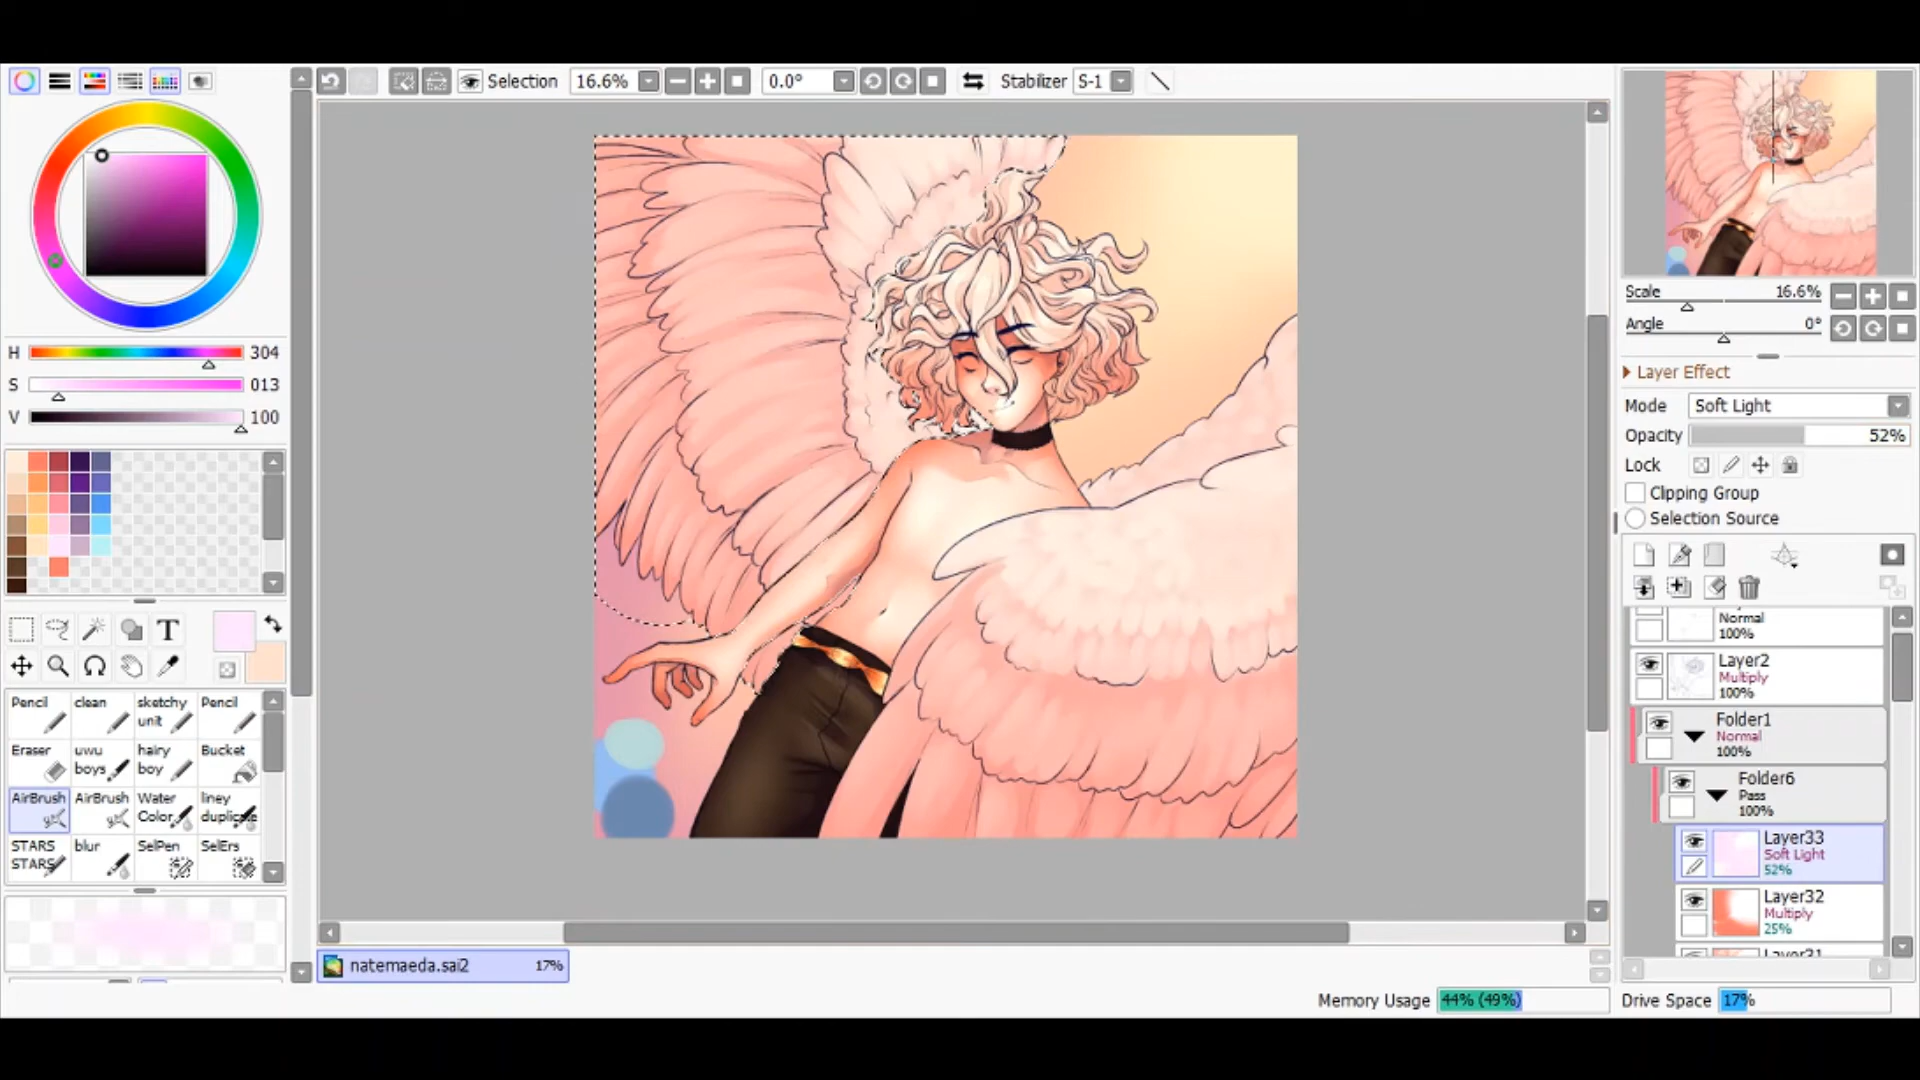 Selection 16.6% 0.0° Stabilizer S-1
H 304
S 013
V 100
T
Pencil clean sketchy unit Pencil
Eraser uwu boys hairy boy Bucket
AirBrush AirBrush Water Color liney duplicate
STARS STARS blur SelPen SelErs
natemaeda.sai2 17%
Memory Usage 44% (49%)
Drive Space 17%
Scale 16.6%
Angle 0°
Layer Effect
Mode Soft Light
Opacity 52%
Lock
Clipping Group
Selection Source
Normal
100%
Layer2
Multiply
100%
Folder1
Normal
100%
Folder6
Pass
100%
Layer33
Soft Light
52%
Layer32
Multiply
25%
Layer31